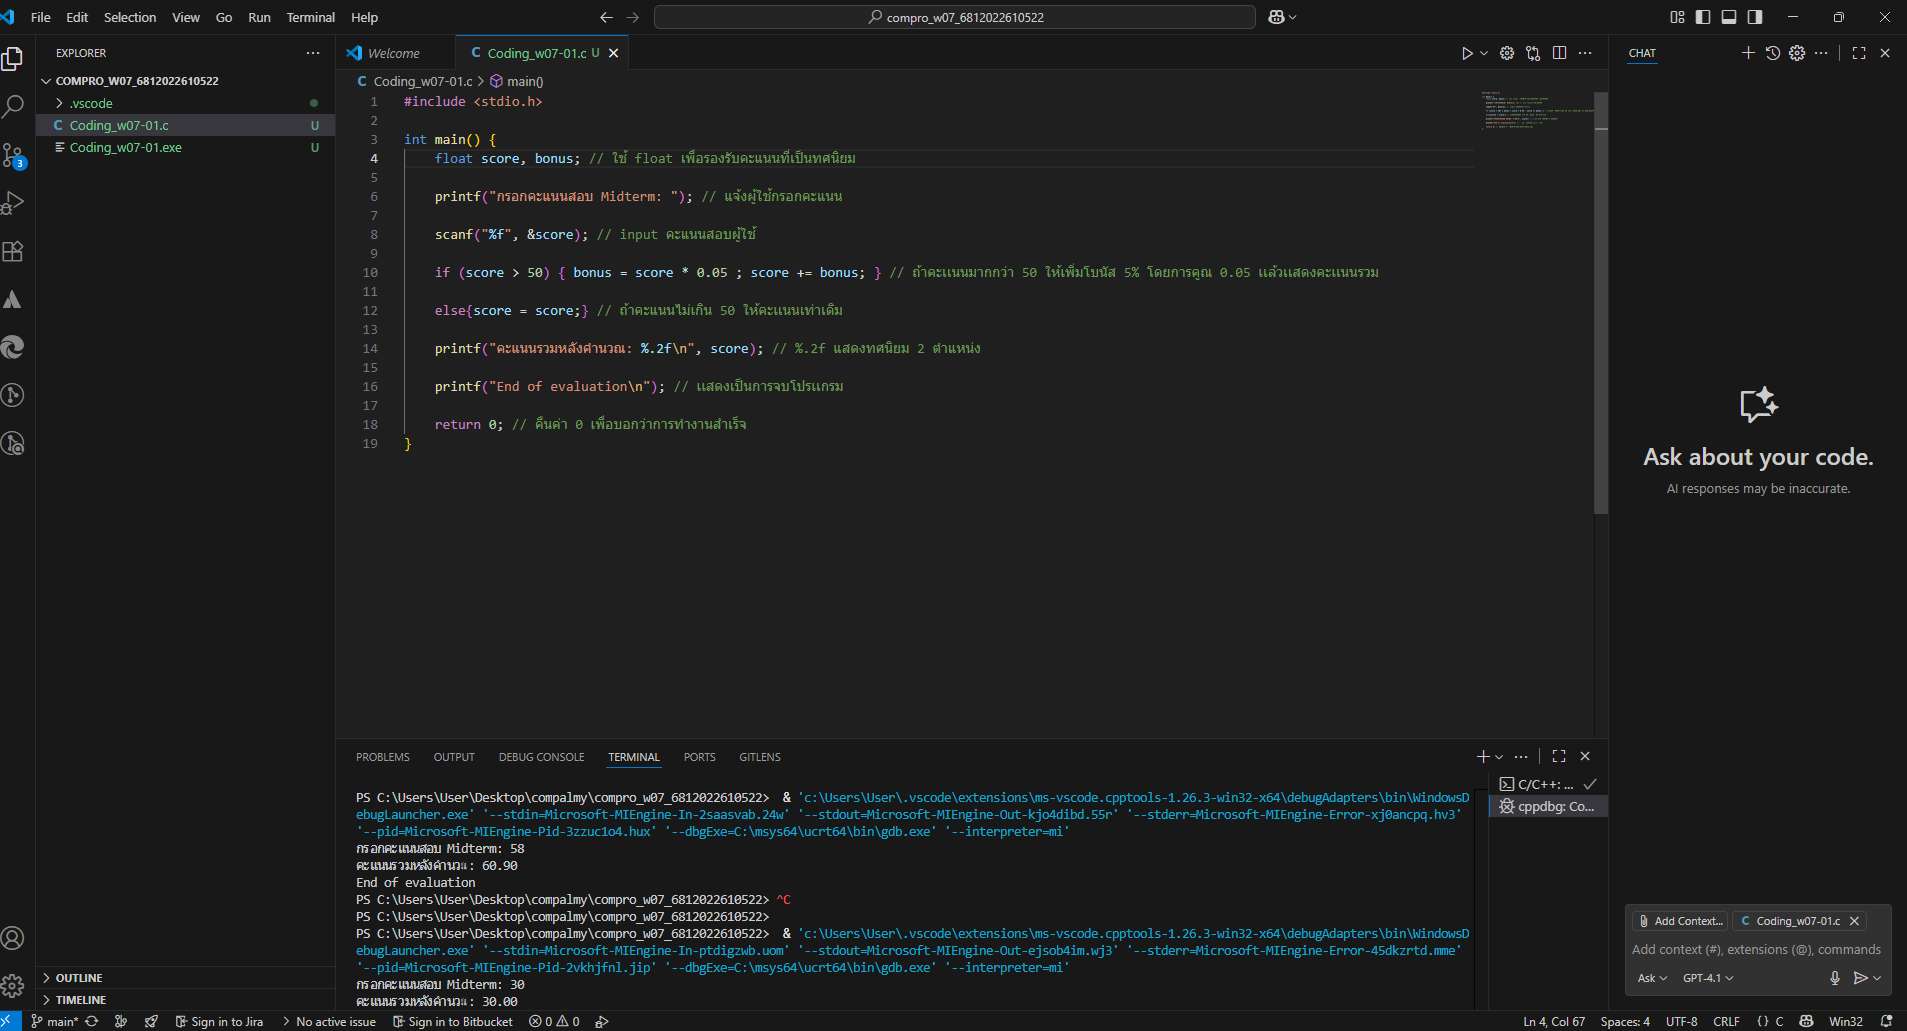 File Edit Selection View Go Run Terminal Help
compro_w07_6812022610522
EXPLORER
COMPRO_W07_6812022610522
.vscode
Coding_w07-01.c U
Coding_w07-01.exe U
3
OUTLINE
TIMELINE
Welcome
C Coding_w07-01.c U
C Coding_w07-01.c > main()
1 #include <stdio.h>
2
3 int main() {
4 float score, bonus; // ใช้ float เพื่อรองรับคะแนนที่เป็นทศนิยม
5
6 printf("กรอกคะแนนสอบ Midterm: "); // แจ้งผู้ใช้กรอกคะแนน
7
8 scanf("%f", &score); // input คะแนนสอบผู้ใช้
9
10 if (score > 50) { bonus = score * 0.05 ; score += bonus; } // ถ้าคะแนนมากกว่า 50 ให้เพิ่มโบนัส 5% โดยการคูณ 0.05 แล้วแสดงคะแนนรวม
11
12 else{score = score;} // ถ้าคะแนนไม่เกิน 50 ให้คะแนนเท่าเดิม
13
14 printf("คะแนนรวมหลังคำนวณ: %.2f\n", score); // %.2f แสดงทศนิยม 2 ตำแหน่ง
15
16 printf("End of evaluation\n"); // แสดงเป็นการจบโปรแกรม
17
18 return 0; // คืนค่า 0 เพื่อบอกว่าการทำงานสำเร็จ
19 }
PROBLEMS OUTPUT DEBUG CONSOLE TERMINAL PORTS GITLENS
PS C:\Users\User\Desktop\compalmy\compro_w07_6812022610522> & 'c:\Users\User\.vscode\extensions\ms-vscode.cpptools-1.26.3-win32-x64\debugAdapters\bin\WindowsD
ebugLauncher.exe' '--stdin=Microsoft-MIEngine-In-2saasvab.24w' '--stdout=Microsoft-MIEngine-Out-kjo4dibd.55r' '--stderr=Microsoft-MIEngine-Error-xj0ancpq.hv3'
'--pid=Microsoft-MIEngine-Pid-3zzuc1o4.hux' '--dbgExe=C:\msys64\ucrt64\bin\gdb.exe' '--interpreter=mi'
กรอกคะแนนสอบ Midterm: 58
คะแนนรวมหลังคำนวณ: 60.90
End of evaluation
PS C:\Users\User\Desktop\compalmy\compro_w07_6812022610522> ^C
PS C:\Users\User\Desktop\compalmy\compro_w07_6812022610522>
PS C:\Users\User\Desktop\compalmy\compro_w07_6812022610522> & 'c:\Users\User\.vscode\extensions\ms-vscode.cpptools-1.26.3-win32-x64\debugAdapters\bin\WindowsD
ebugLauncher.exe' '--stdin=Microsoft-MIEngine-In-ptdigzwb.uom' '--stdout=Microsoft-MIEngine-Out-ejsob4im.wj3' '--stderr=Microsoft-MIEngine-Error-45dkzrtd.mme'
'--pid=Microsoft-MIEngine-Pid-2vkhjfnl.jip' '--dbgExe=C:\msys64\ucrt64\bin\gdb.exe' '--interpreter=mi'
กรอกคะแนนสอบ Midterm: 30
คะแนนรวมหลังคำนวณ: 30.00
C/C++: ...
cppdbg: Co...
CHAT
Ask about your code.
AI responses may be inaccurate.
Add Context... C Coding_w07-01.c
Add context (#), extensions (@), commands
Ask GPT-4.1
main* Sign in to Jira No active issue Sign in to Bitbucket 0 0 Ln 4, Col 67 Spaces: 4 UTF-8 CRLF {} C Win32